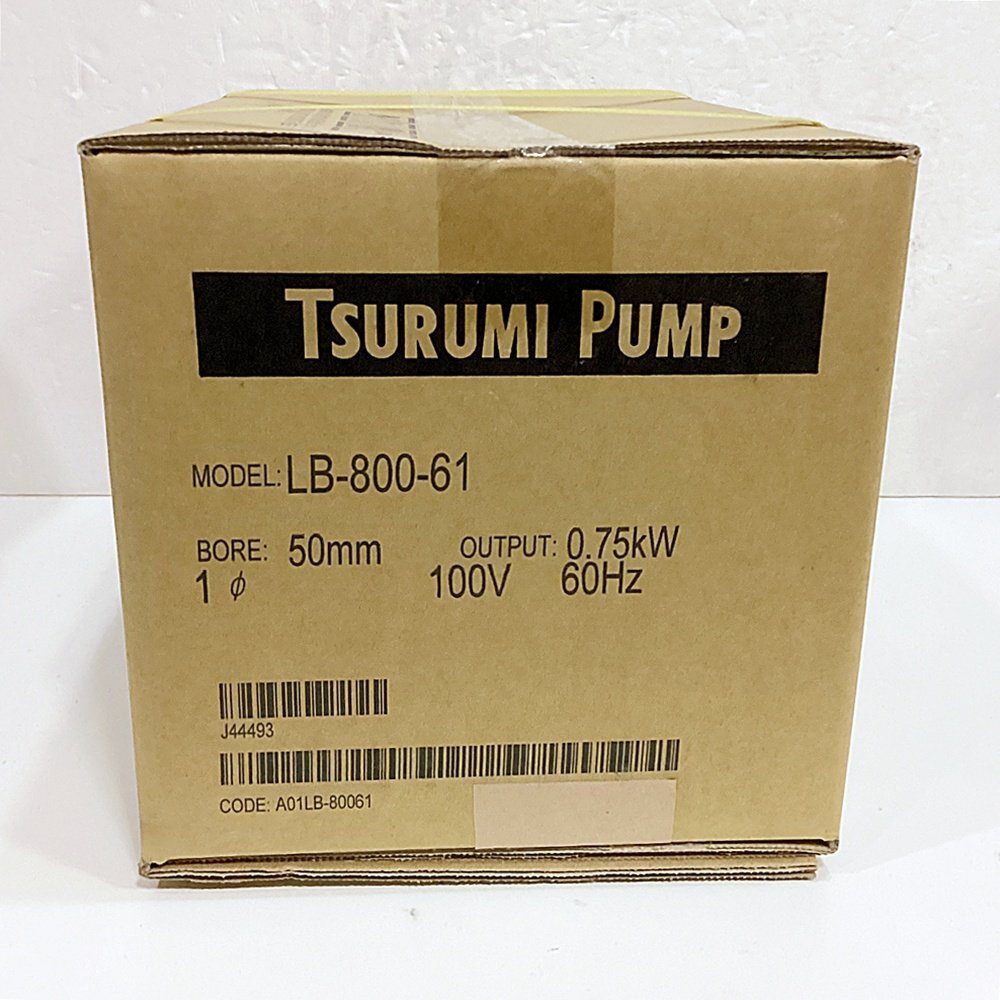 TSURUMI PUMP
MODEL: LB-800-61
BORE: 50mm OUTPUT: 0.75kW
1 ϕ 100V 60Hz
J44493
CODE: A01LB-80061